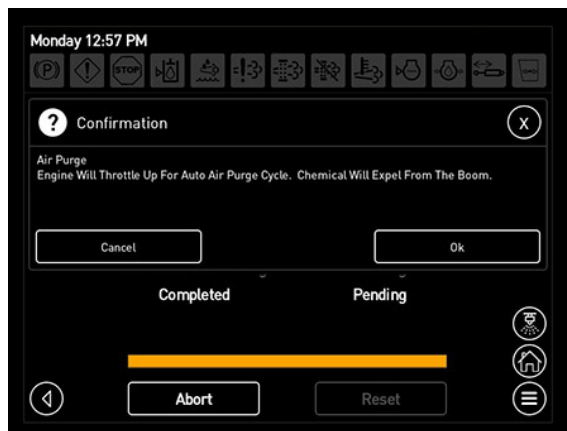 Monday 12:57 PM
(P)
STOP
? Confirmation
X
Air Purge
Engine Will Throttle Up For Auto Air Purge Cycle. Chemical Will Expel From The Boom.
Cancel
Ok
Completed
Pending
Abort
Reset